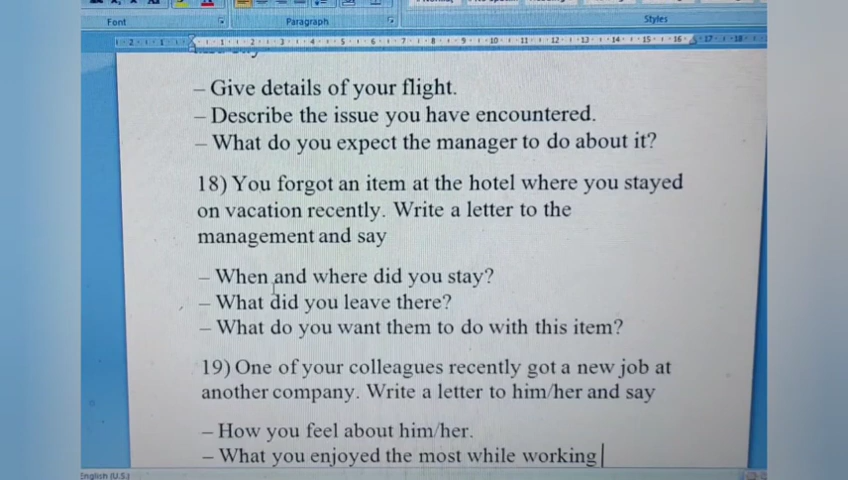 Font
Paragraph
Styles
– Give details of your flight.
– Describe the issue you have encountered.
– What do you expect the manager to do about it?
18) You forgot an item at the hotel where you stayed
on vacation recently. Write a letter to the
management and say
– When and where did you stay?
– What did you leave there?
– What do you want them to do with this item?
19) One of your colleagues recently got a new job at
another company. Write a letter to him/her and say
– How you feel about him/her.
– What you enjoyed the most while working
English (U.S.)